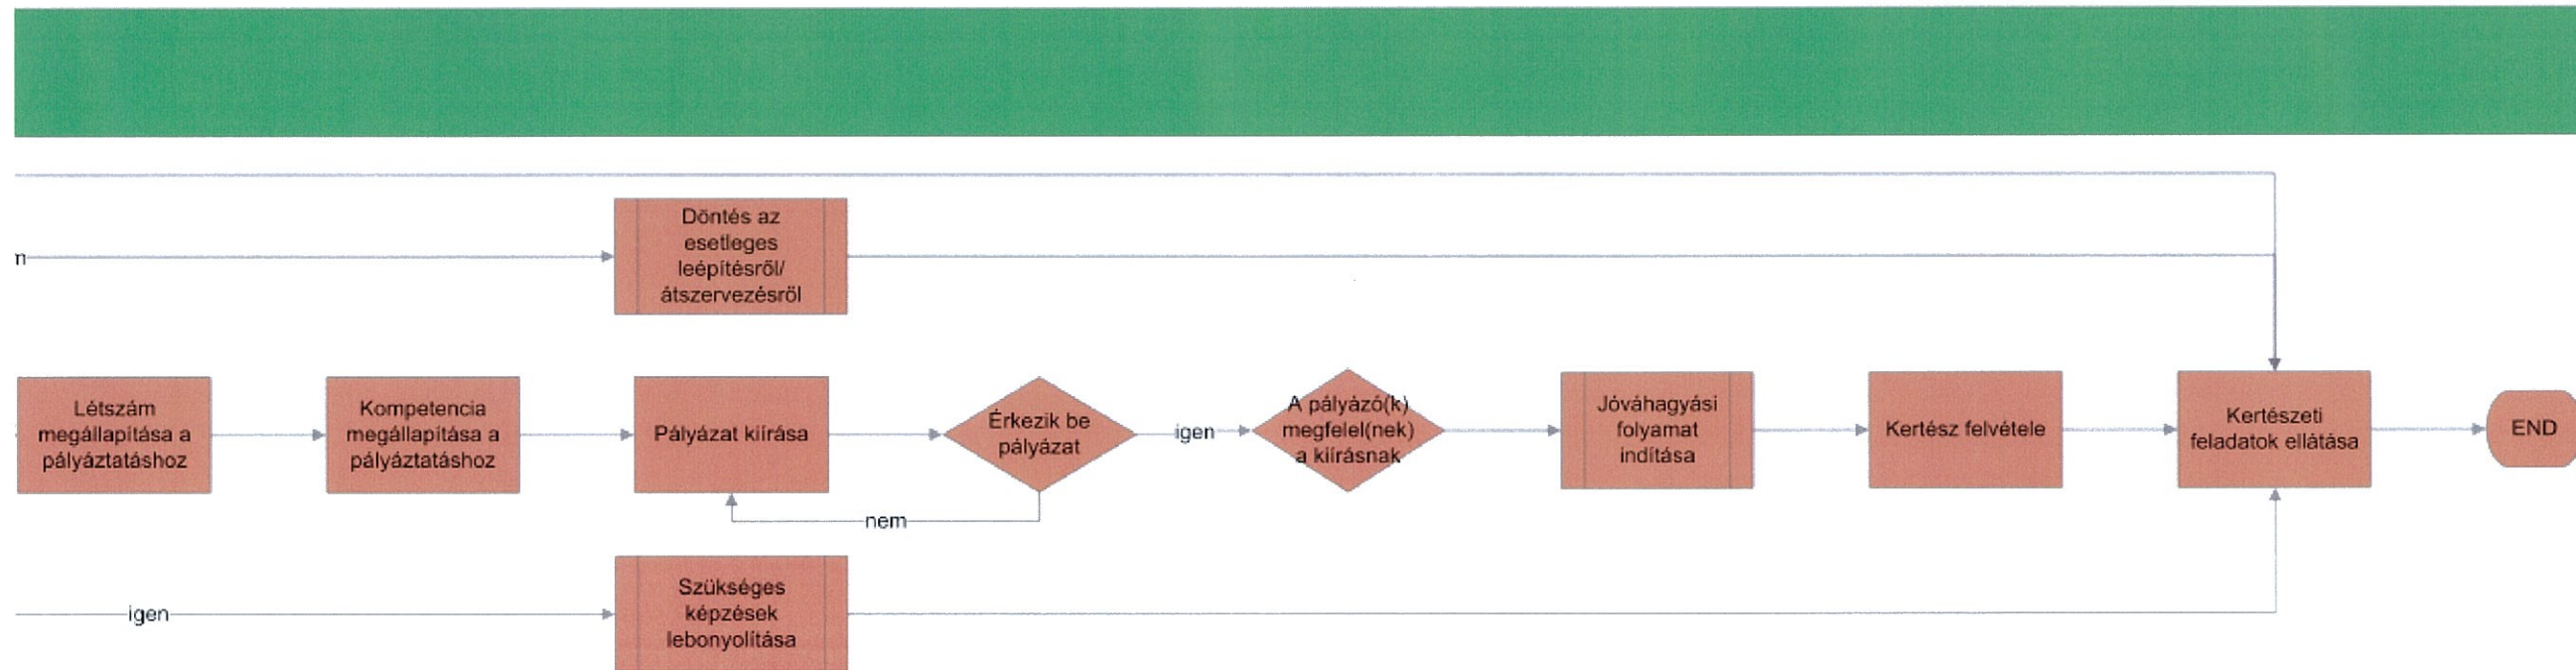 Döntés az
esetleges
leépítésről/
átszervezésről
n
Létszám
megállapítása a
pályáztatáshoz
Kompetencia
megállapítása a
pályáztatáshoz
Pályázat kiírása
Érkezik be
pályázat
igen
A pályázó(k)
megfelel(nek)
a kiírásnak
Jóváhagyási
folyamat
indítása
Kertész felvétele
Kertészeti
feladatok ellátása
END
nem
igen
Szükséges
képzések
lebonyolítása